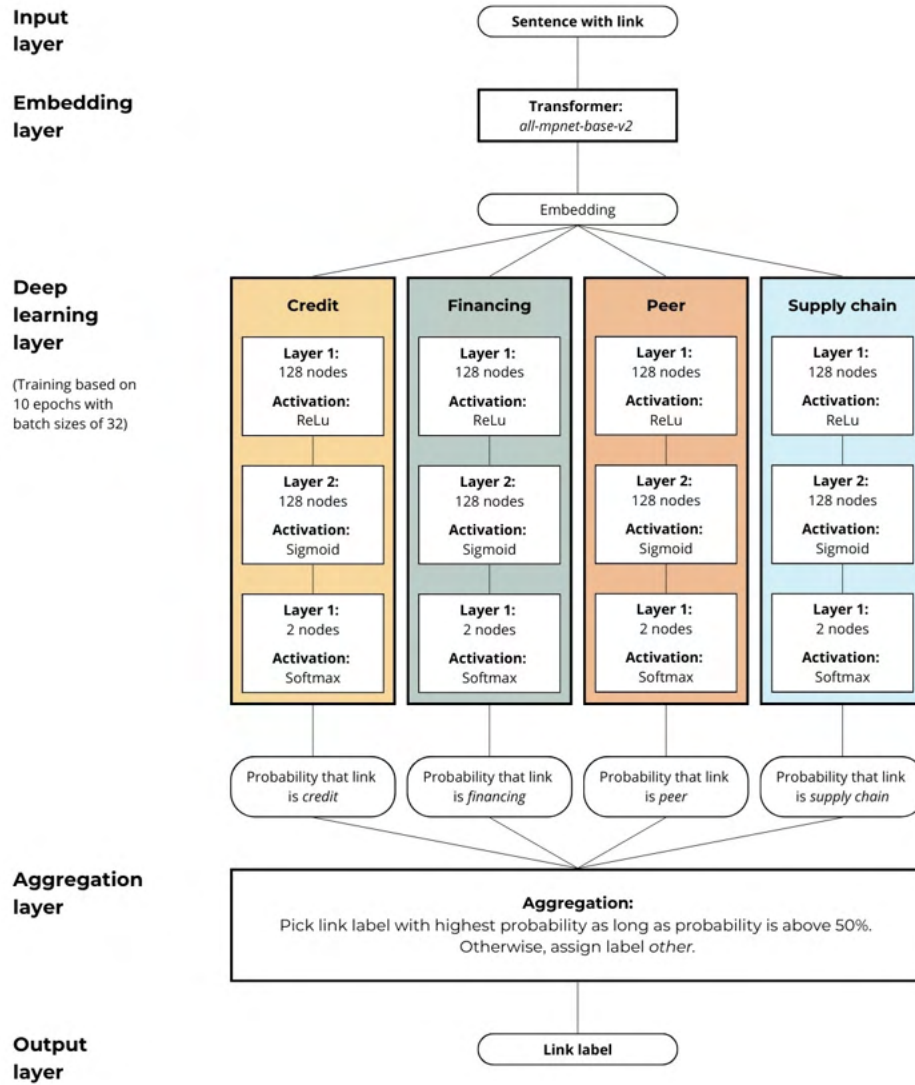 Input
layer
Sentence with link
Embedding
layer
Transformer:
all-mpnet-base-v2
Embedding
Deep
learning
layer
(Training based on
10 epochs with
batch sizes of 32)
Credit
Layer 1:
128 nodes
Activation:
ReLu
Layer 2:
128 nodes
Activation:
Sigmoid
Layer 1:
2 nodes
Activation:
Softmax
Financing
Layer 1:
128 nodes
Activation:
ReLu
Layer 2:
128 nodes
Activation:
Sigmoid
Layer 1:
2 nodes
Activation:
Softmax
Peer
Layer 1:
128 nodes
Activation:
ReLu
Layer 2:
128 nodes
Activation:
Sigmoid
Layer 1:
2 nodes
Activation:
Softmax
Supply chain
Layer 1:
128 nodes
Activation:
ReLu
Layer 2:
128 nodes
Activation:
Sigmoid
Layer 1:
2 nodes
Activation:
Softmax
Probability that link
is credit
Probability that link
is financing
Probability that link
is peer
Probability that link
is supply chain
Aggregation
layer
Aggregation:
Pick link label with highest probability as long as probability is above 50%.
Otherwise, assign label other.
Output
layer
Link label